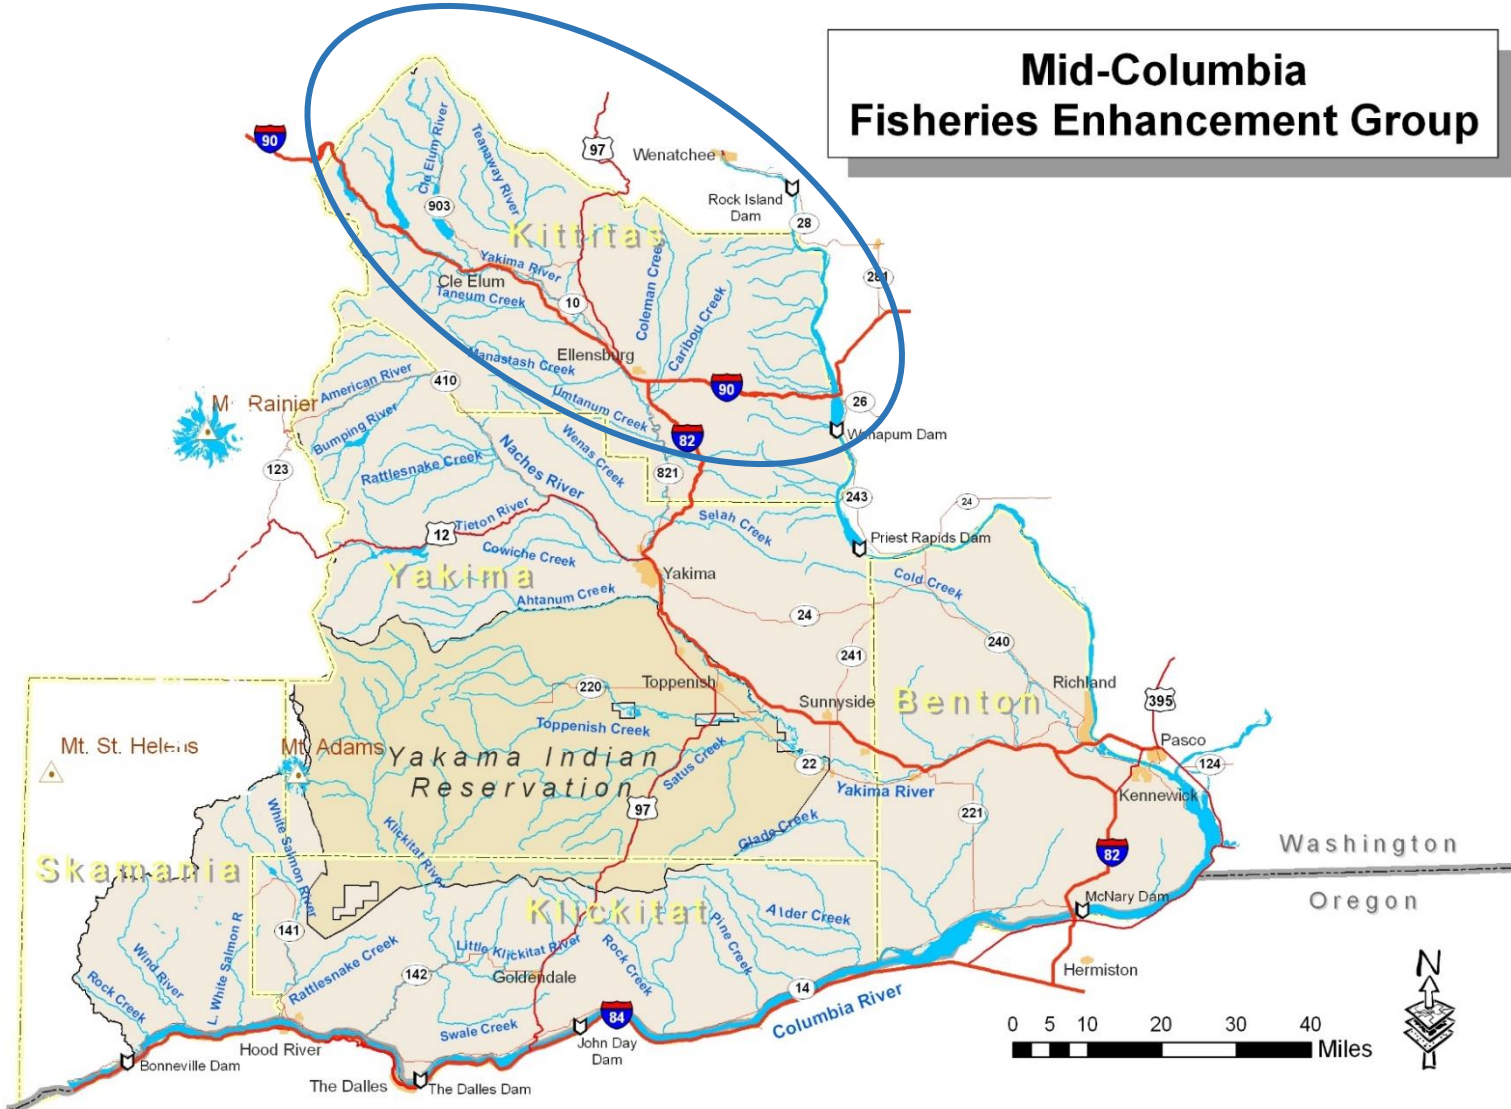 Mid-Columbia
Fisheries Enhancement Group
90
97
Wenatchee
Rock Island
Dam
28
281
Cle Elum River
Teanaway River
903
Kittitas
Yakima River
Cle Elum
Taneum Creek
10
Coleman Creek
Caribou Creek
Ellensburg
Manastash Creek
90
26
Umtanum Creek
82
Wanapum Dam
American River
410
Mt. Rainier
Bumping River
123
Rattlesnake Creek
Naches River
Wenas Creek
821
243
24
Tieton River
12
Selah Creek
Priest Rapids Dam
Cowiche Creek
Yakima
Yakima
Cold Creek
Ahtanum Creek
24
240
241
Toppenish
220
Sunnyside
Benton
Richland
395
Toppenish Creek
Pasco
Mt. St. Helens
Mt. Adams
Yakama Indian
Reservation
Satus Creek
22
124
Yakima River
Kennewick
97
221
Glade Creek
White Salmon River
Klickitat River
82
Washington
Oregon
Skamania
Klickitat
McNary Dam
Alder Creek
Pine Creek
141
Little Klickitat River
Rock Creek
142
Goldendale
Rattlesnake Creek
L. White Salmon R
Wind River
Rock Creek
Hermiston
14
Columbia River
Swale Creek
84
John Day
Dam
Hood River
Bonneville Dam
The Dalles
The Dalles Dam
N
0 5 10 20 30 40
Miles